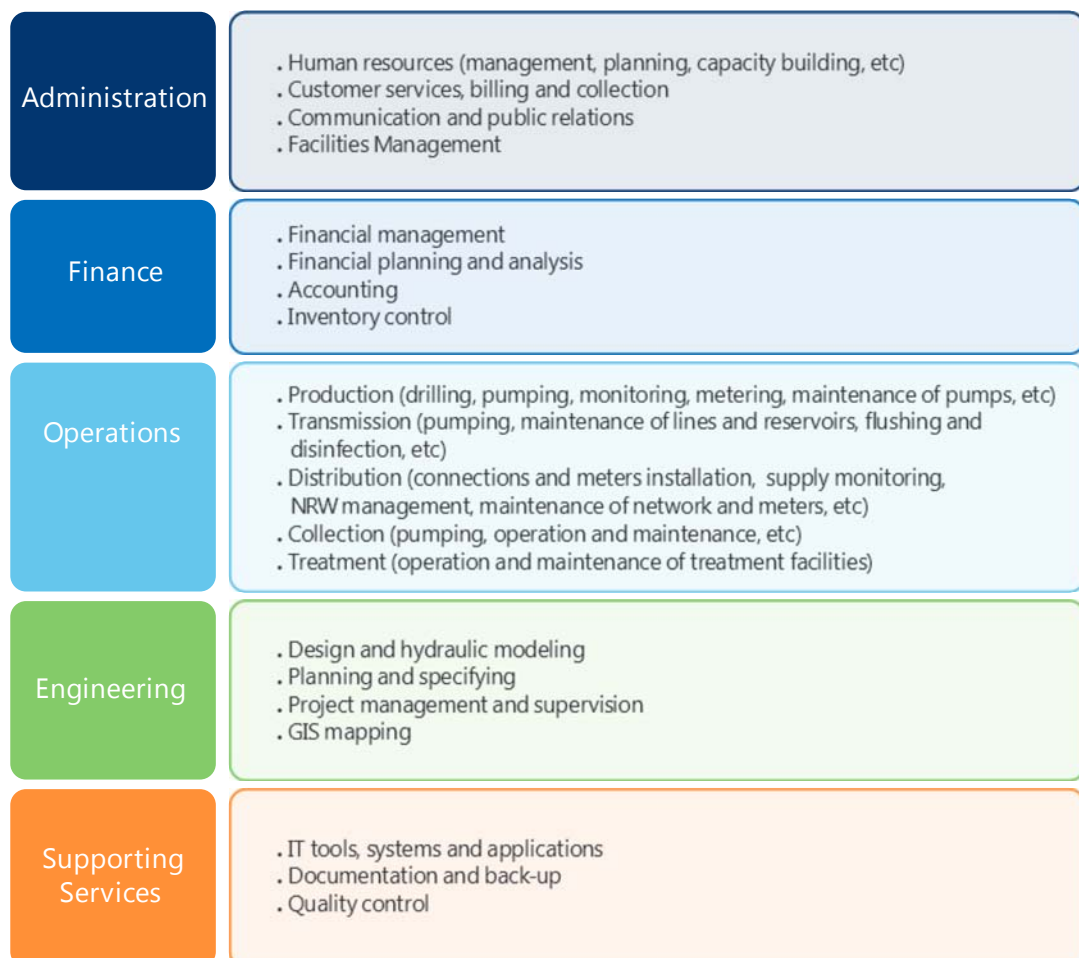 Administration
. Human resources (management, planning, capacity building, etc)
. Customer services, billing and collection
. Communication and public relations
. Facilities Management
Finance
. Financial management
. Financial planning and analysis
. Accounting
. Inventory control
Operations
. Production (drilling, pumping, monitoring, metering, maintenance of pumps, etc)
. Transmission (pumping, maintenance of lines and reservoirs, flushing and
disinfection, etc)
. Distribution (connections and meters installation, supply monitoring,
NRW management, maintenance of network and meters, etc)
. Collection (pumping, operation and maintenance, etc)
. Treatment (operation and maintenance of treatment facilities)
Engineering
. Design and hydraulic modeling
. Planning and specifying
. Project management and supervision
. GIS mapping
Supporting
Services
. IT tools, systems and applications
. Documentation and back-up
. Quality control